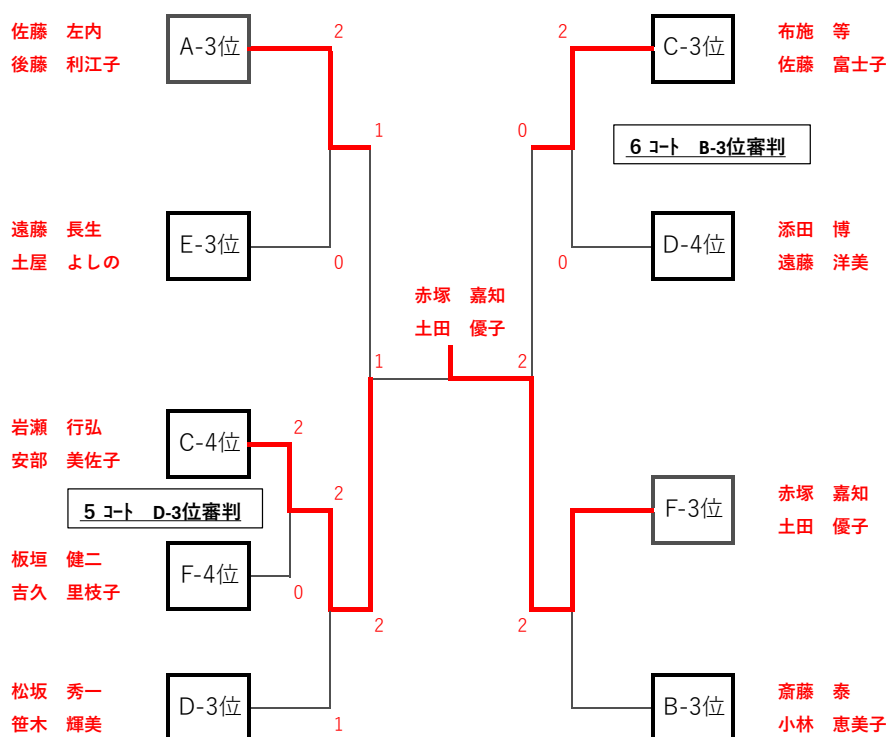 佐藤　左内
後藤　利江子
A-3位
2
2
C-3位
布施　等
佐藤　富士子
1
0
6 ｺｰﾄ　B-3位審判
遠藤　長生
土屋　よしの
E-3位
0
0
D-4位
添田　博
遠藤　洋美
赤塚　嘉知
土田　優子
1
2
岩瀬　行弘
安部　美佐子
C-4位
2
5 ｺｰﾄ　D-3位審判
2
F-3位
赤塚　嘉知
土田　優子
板垣　健二
吉久　里枝子
F-4位
0
2
2
松坂　秀一
笹木　輝美
D-3位
1
B-3位
斎藤　泰
小林　恵美子